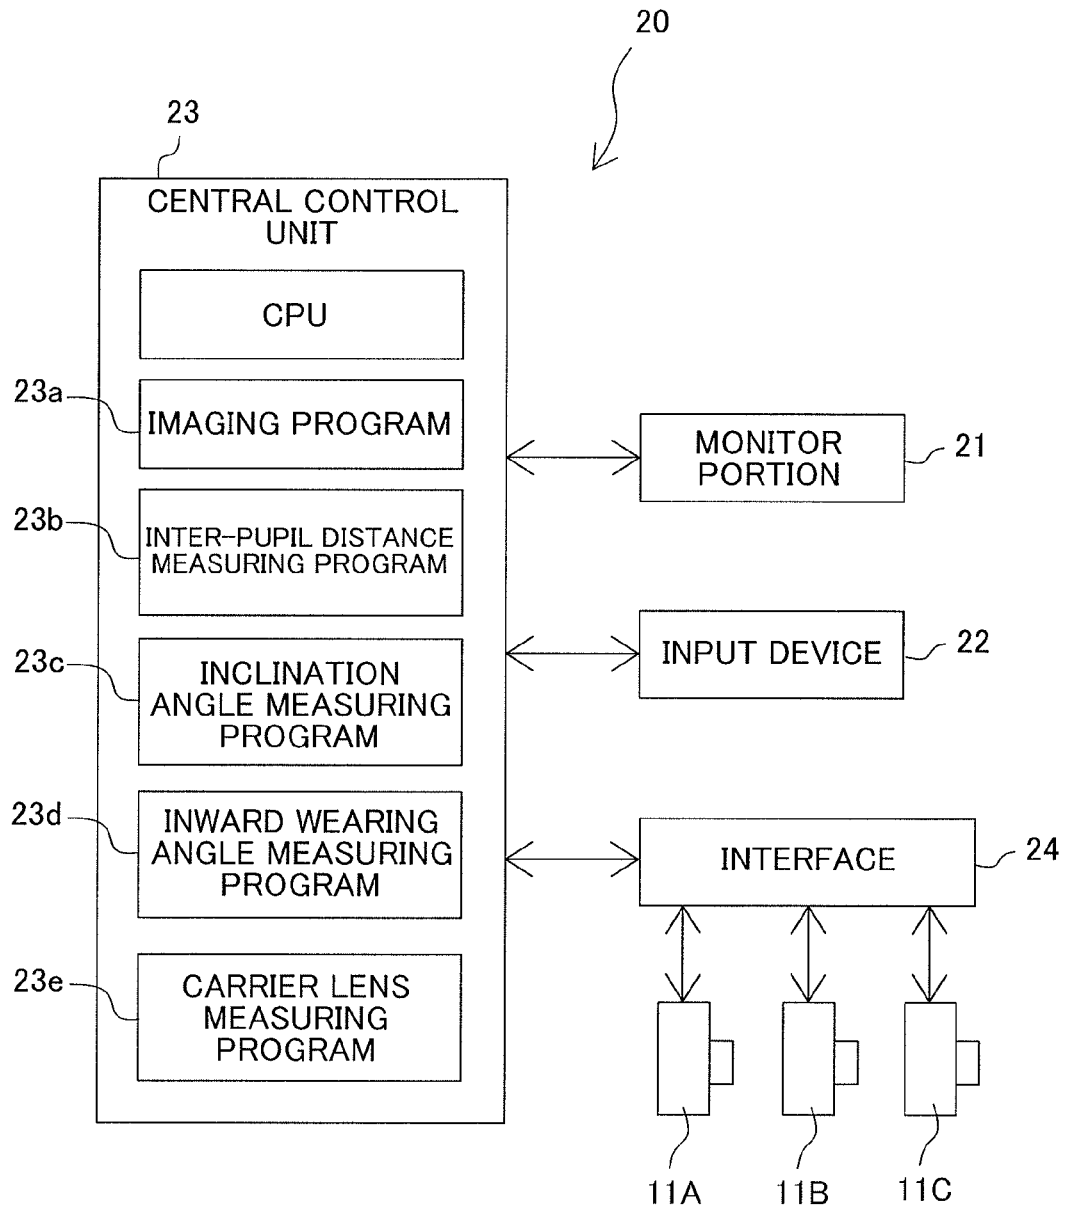 20
23
CENTRAL CONTROL
UNIT
CPU
23a
IMAGING PROGRAM
23b
INTER-PUPIL DISTANCE
MEASURING PROGRAM
23c
INCLINATION
ANGLE MEASURING
PROGRAM
23d
INWARD WEARING
ANGLE MEASURING
PROGRAM
23e
CARRIER LENS
MEASURING
PROGRAM
MONITOR
PORTION
21
INPUT DEVICE
22
INTERFACE
24
11A
11B
11C